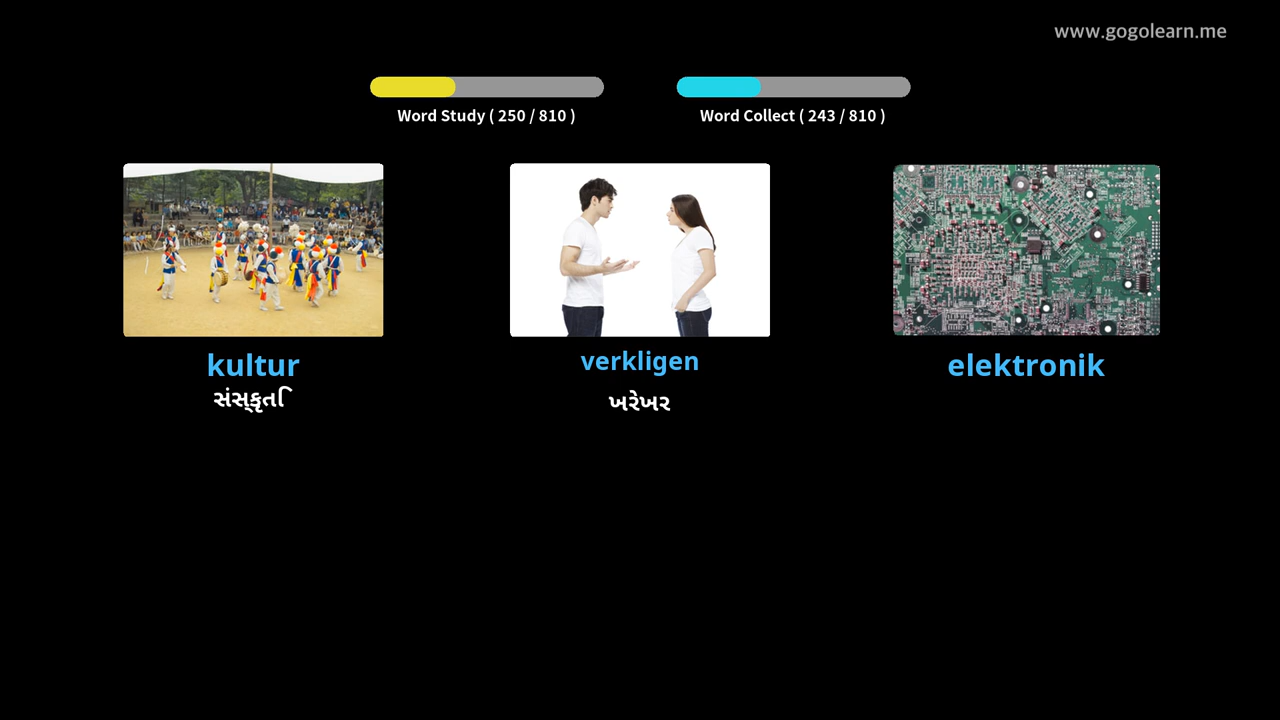 www.gogolearn.me
Word Study ( 250 / 810 )
Word Collect ( 243 / 810 )
kultur
verkligen
elektronik
સંસ્કૃતિ
ખરેખર